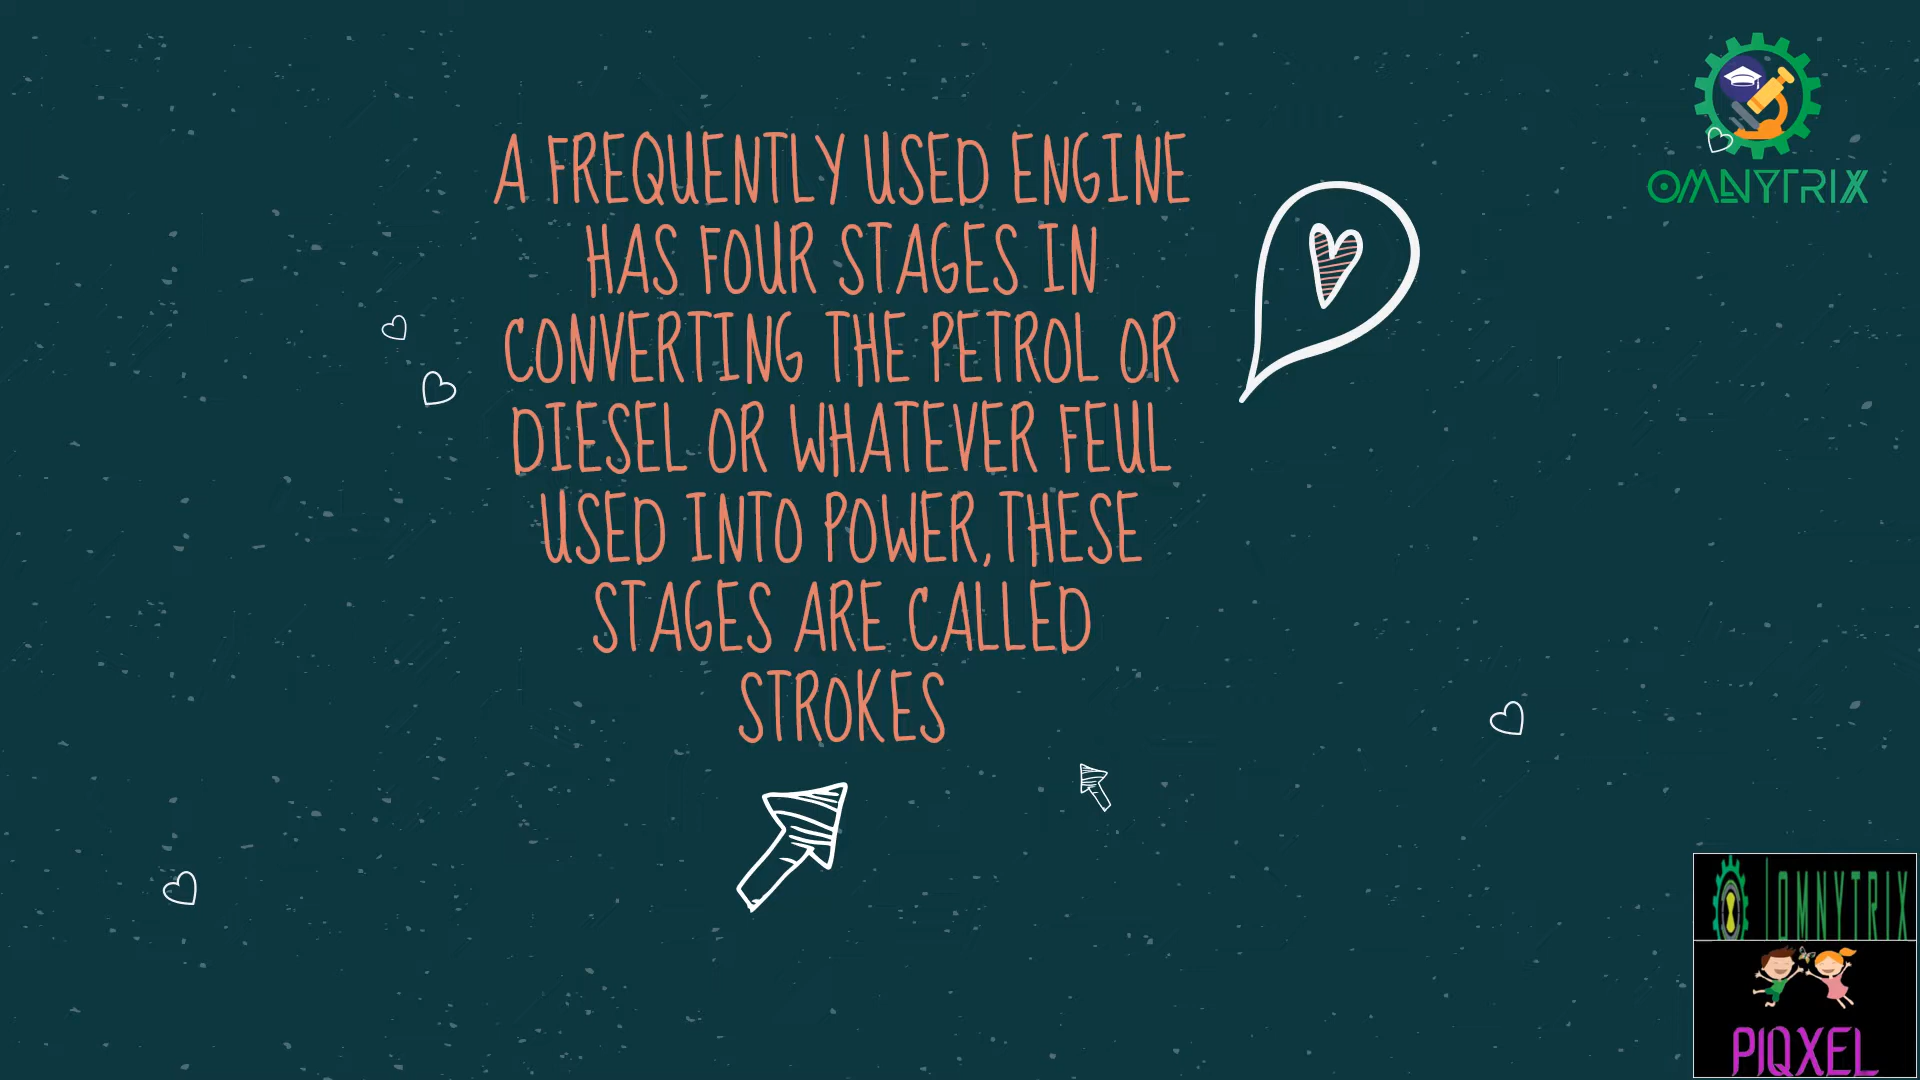 A FREQUENTLY USED ENGINE
HAS FOUR STAGES IN
CONVERTING THE PETROL OR
DIESEL OR WHATEVER FEUL
USED INTO POWER,THESE
STAGES ARE CALLED
STROKES
OMNYTRIX
OMNYTRIX
PIQXEL